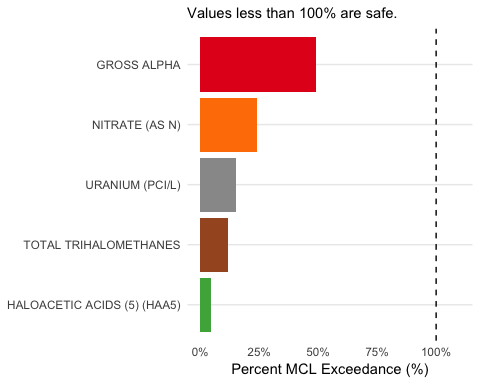 Values less than 100% are safe.
GROSS ALPHA
NITRATE (AS N)
URANIUM (PCI/L)
TOTAL TRIHALOMETHANES
HALOACETIC ACIDS (5) (HAA5)
0% 25% 50% 75% 100%
Percent MCL Exceedance (%)